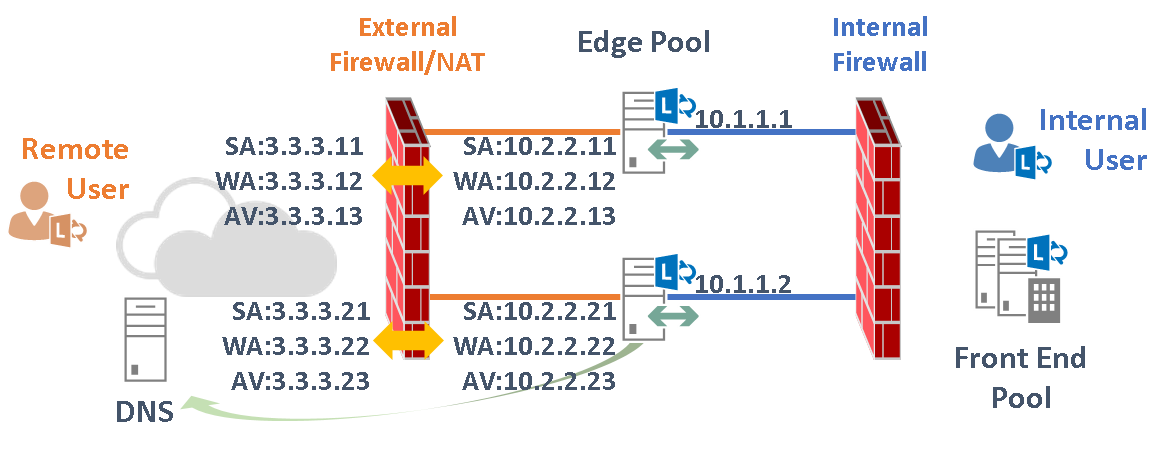 External
Firewall/NAT
Edge Pool
Internal
Firewall
Remote
User
SA:3.3.3.11
WA:3.3.3.12
AV:3.3.3.13
SA:10.2.2.11
WA:10.2.2.12
AV:10.2.2.13
L
10.1.1.1
Internal
User
L
L
SA:3.3.3.21
WA:3.3.3.22
AV:3.3.3.23
SA:10.2.2.21
WA:10.2.2.22
AV:10.2.2.23
L
10.1.1.2
L
Front End
Pool
DNS